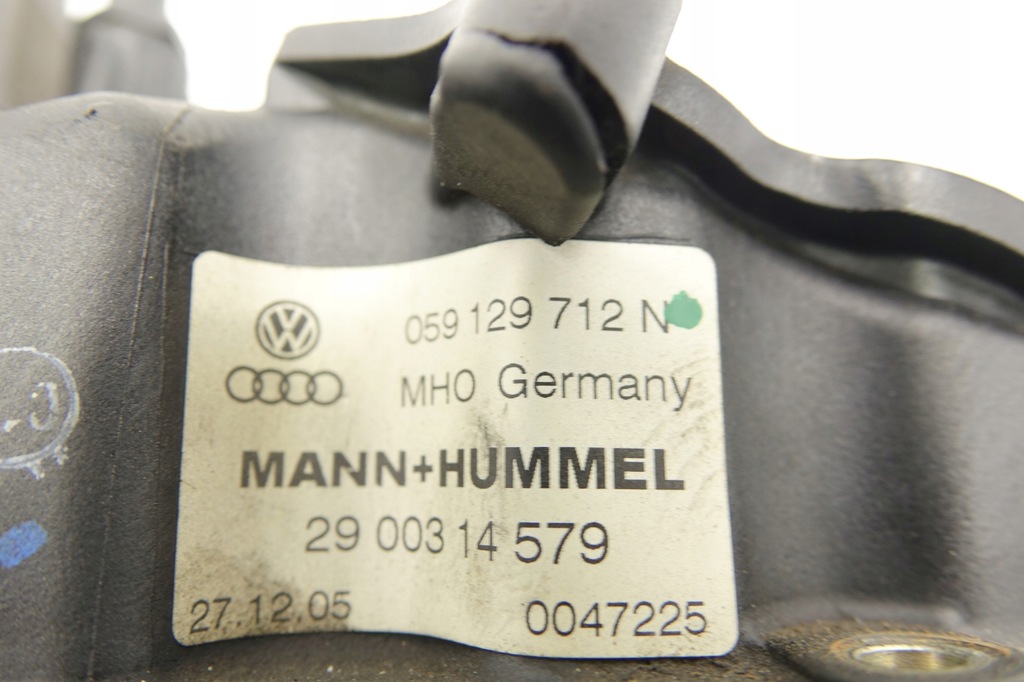 059 129 712 N
MHO Germany
MANN+HUMMEL
29 003 14 579
27.12.05 0047225